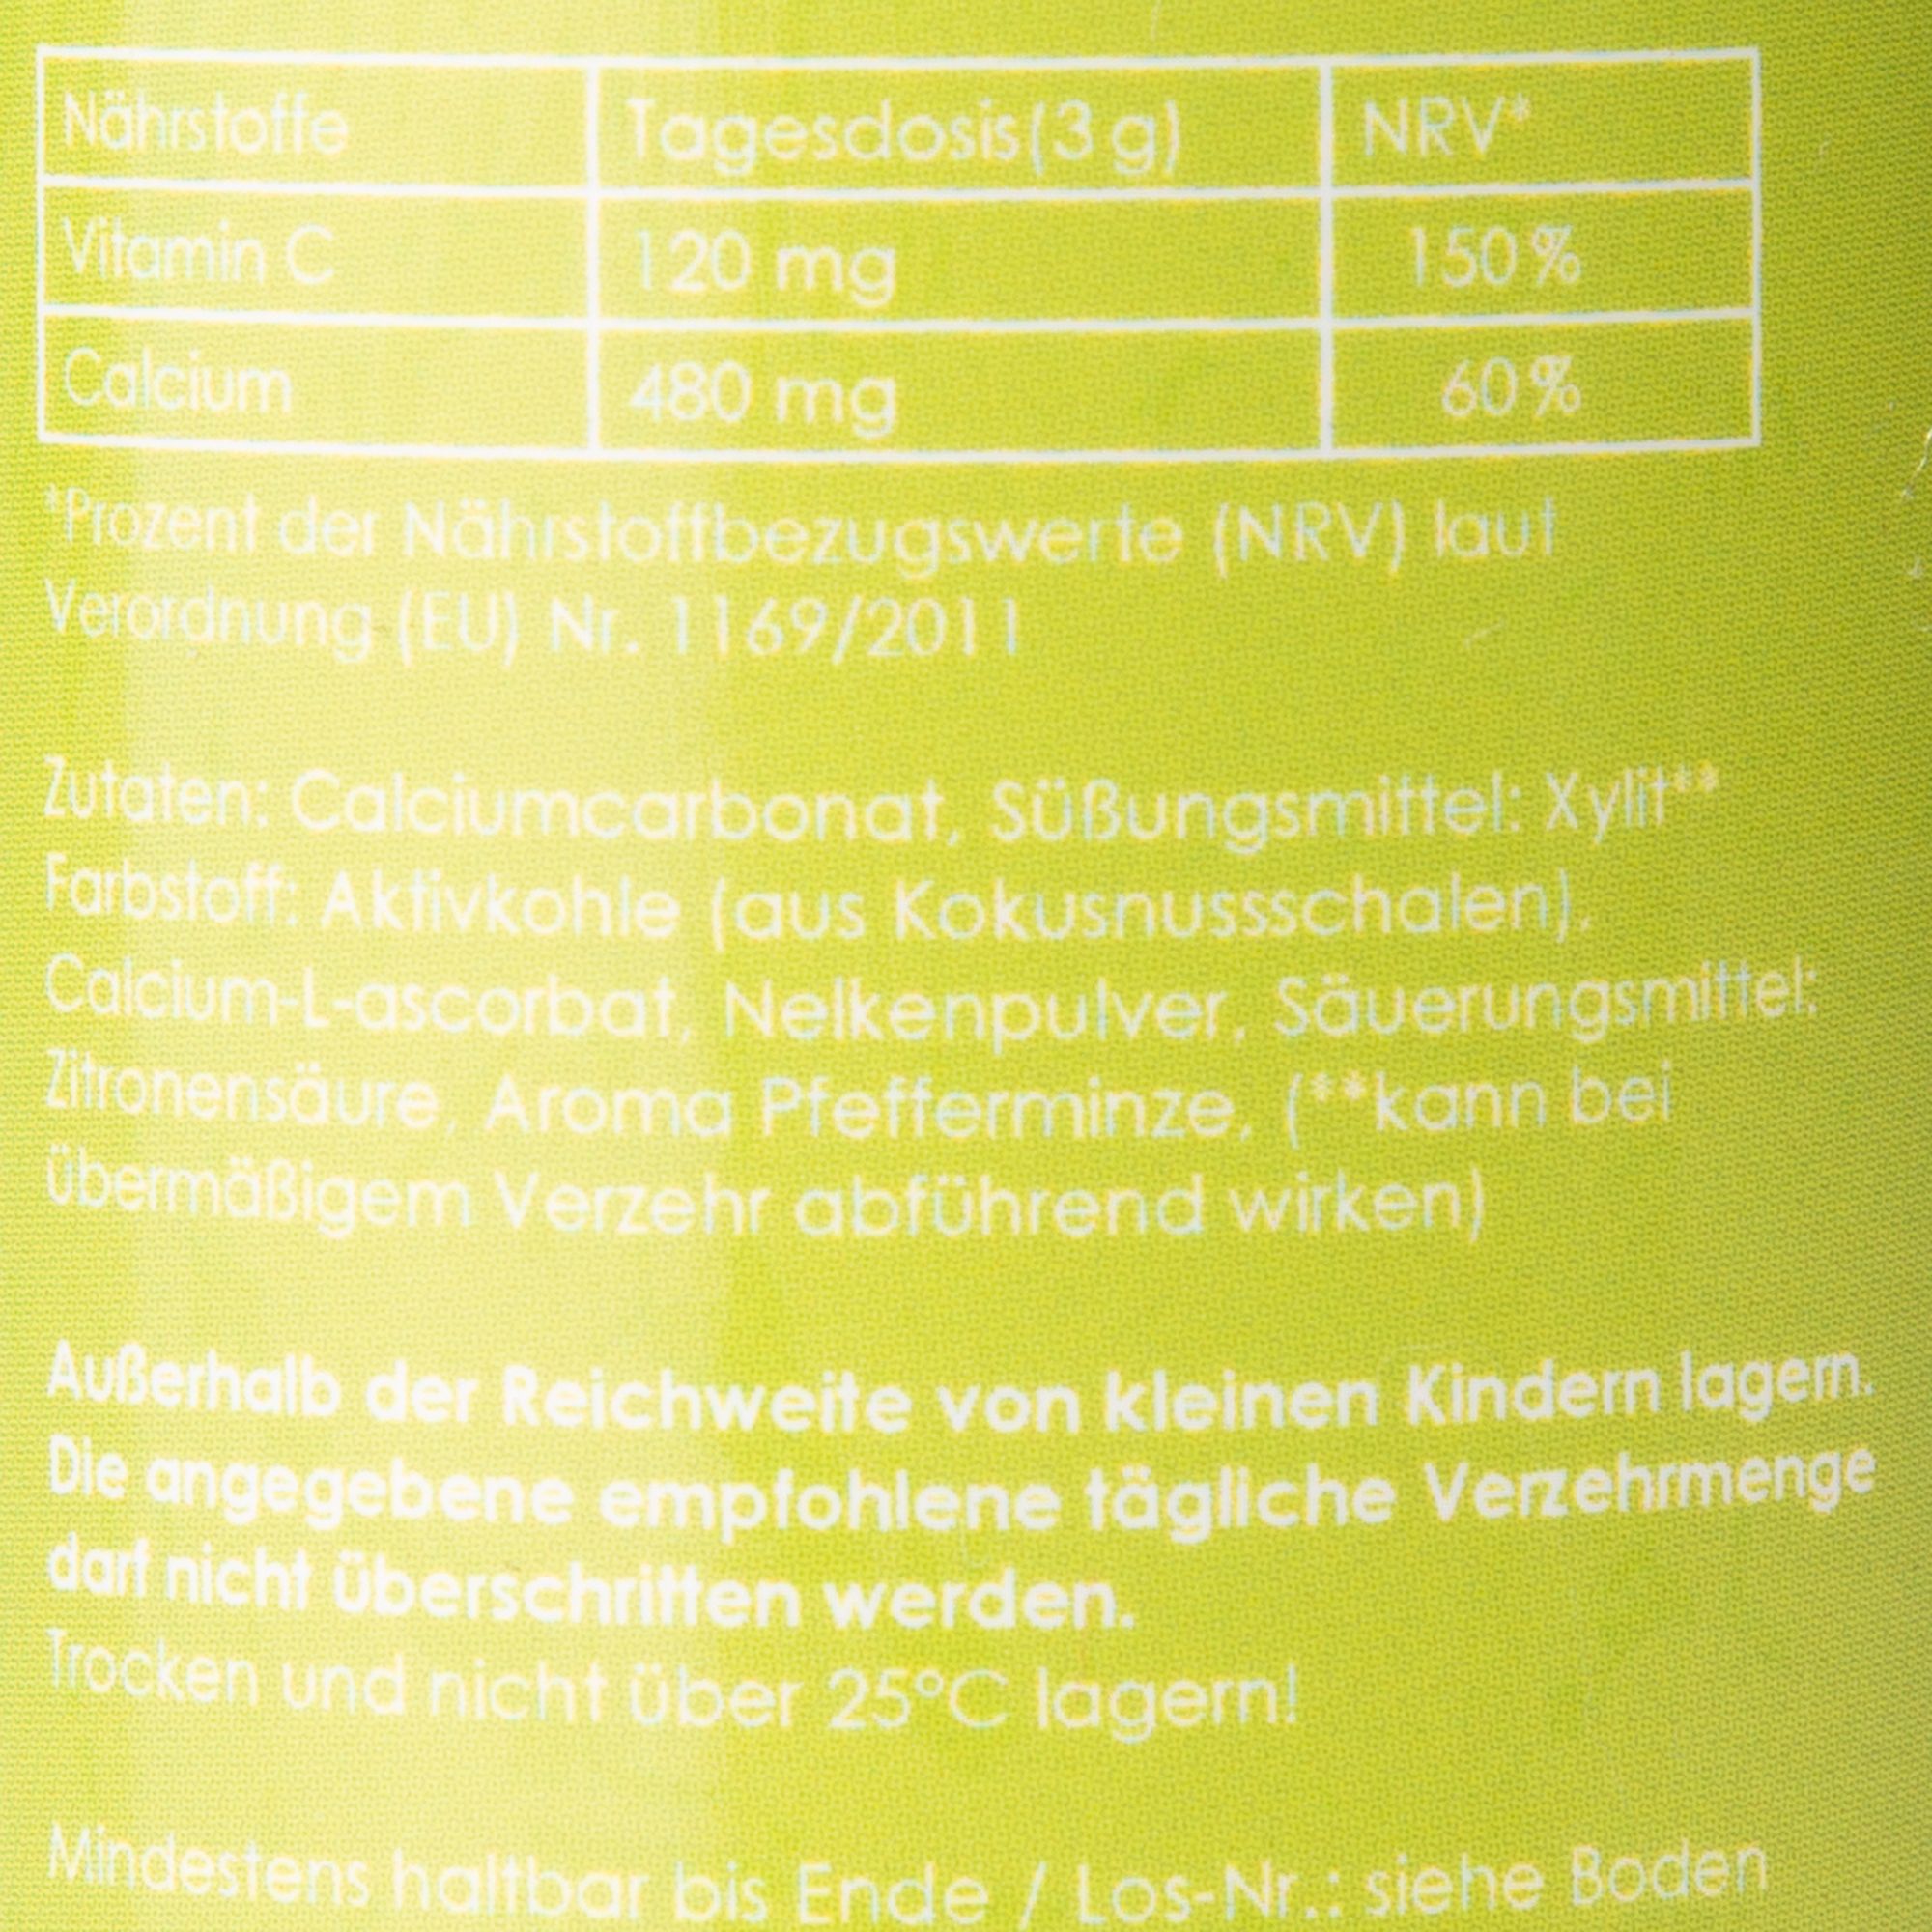 Nährstoffe Tagesdosis(3 g) NRV*
Vitamin C 120 mg 150%
Calcium 480 mg 60%
*Prozent der Nährstoffbezugswerte (NRV) laut
Verordnung (EU) Nr. 1169/2011
Zutaten: Calciumcarbonat, Süßungsmittel: Xylit**
Farbstoff: Aktivkohle (aus Kokusnussschalen),
Calcium-L-ascorbat, Nelkenpulver, Säuerungsmittel:
Zitronensäure, Aroma Pfefferminze, (**kann bei
übermäßigem Verzehr abführend wirken)
Außerhalb der Reichweite von kleinen Kindern lagern.
Die angegebene empfohlene tägliche Verzehrmenge
darf nicht überschritten werden.
Trocken und nicht über 25°C lagern!
Mindestens haltbar bis Ende / Los-Nr.: siehe Boden